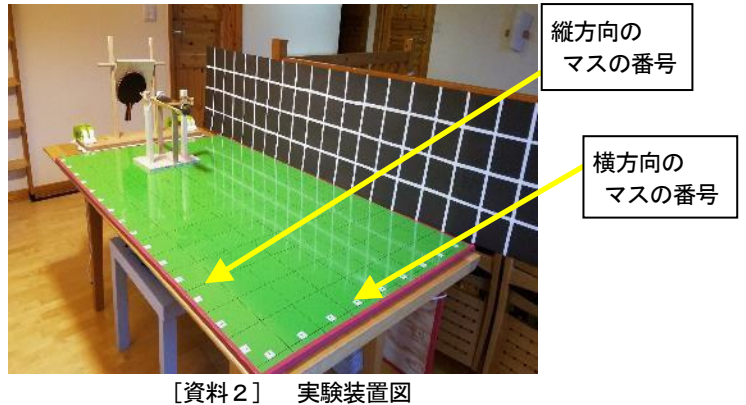 縦方向の
マスの番号
横方向の
マスの番号
[資料２]　実験装置図